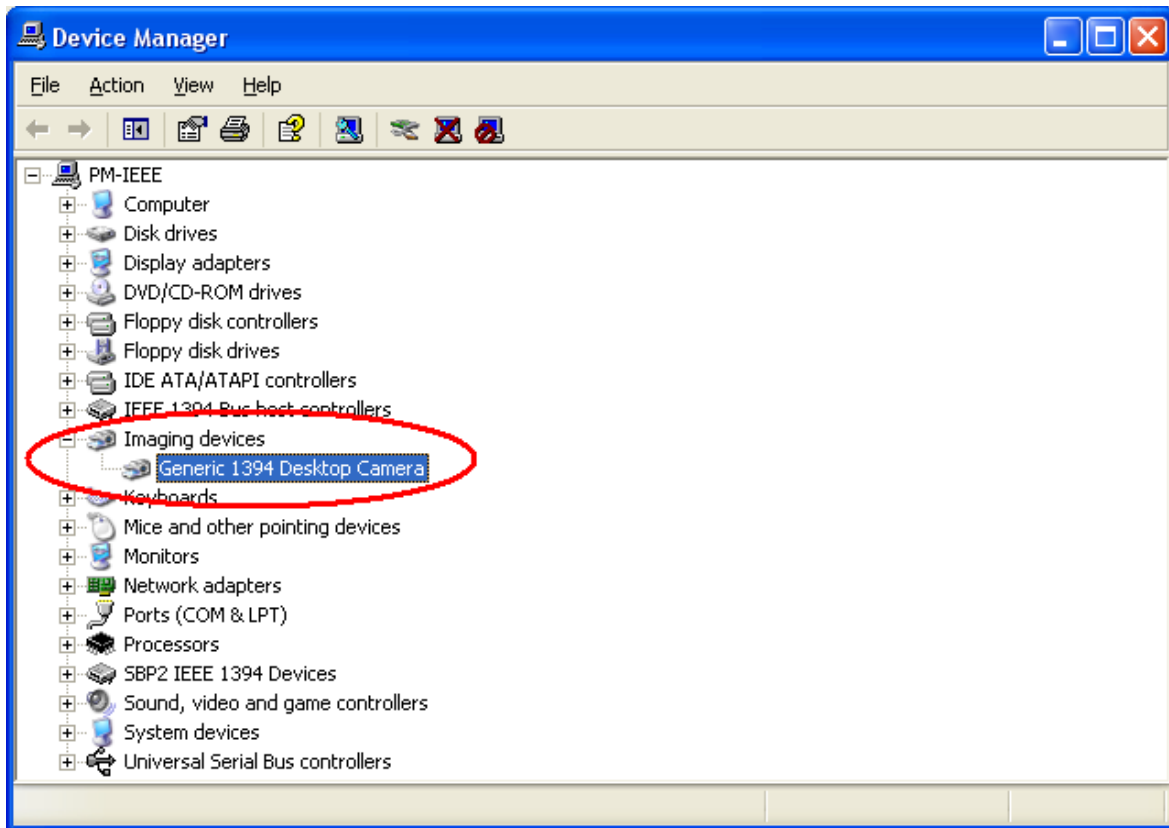 Device Manager
File Action View Help
PM-IEEE
Computer
Disk drives
Display adapters
DVD/CD-ROM drives
Floppy disk controllers
Floppy disk drives
IDE ATA/ATAPI controllers
IEEE 1394 Bus host controllers
Imaging devices
Generic 1394 Desktop Camera
Keyboards
Mice and other pointing devices
Monitors
Network adapters
Ports (COM & LPT)
Processors
SBP2 IEEE 1394 Devices
Sound, video and game controllers
System devices
Universal Serial Bus controllers